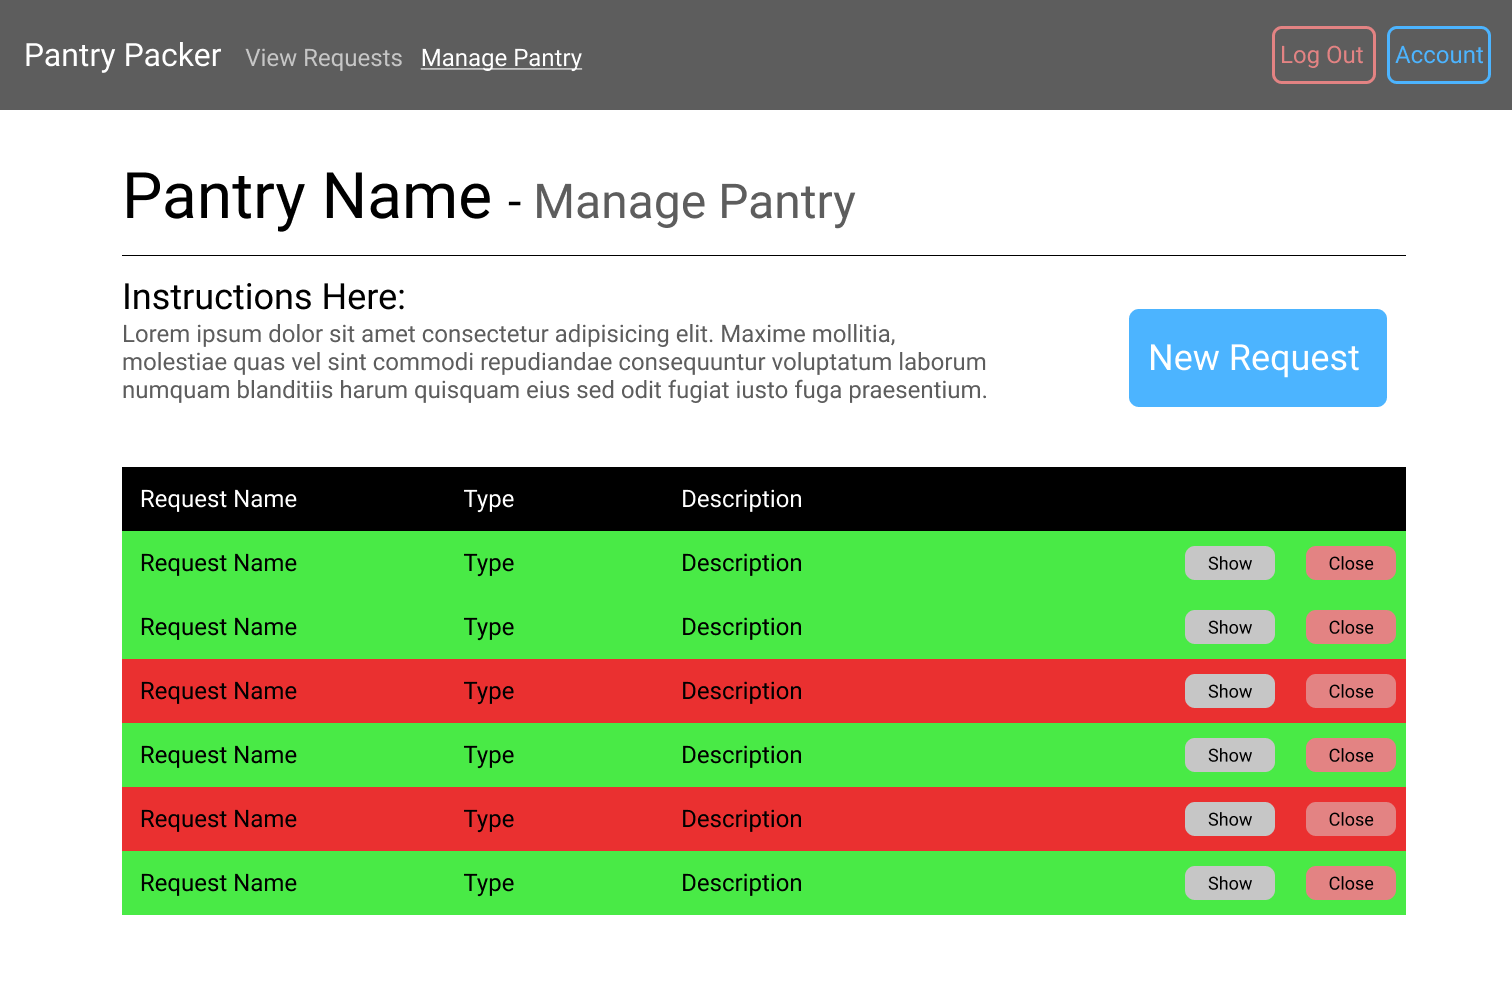 Pantry Packer View Requests Manage Pantry Log Out Account
Pantry Name - Manage Pantry
Instructions Here:
Lorem ipsum dolor sit amet consectetur adipisicing elit. Maxime mollitia,
molestiae quas vel sint commodi repudiandae consequuntur voluptatum laborum
numquam blanditiis harum quisquam eius sed odit fugiat iusto fuga praesentium.
New Request
Request Name Type Description
Request Name Type Description Show Close
Request Name Type Description Show Close
Request Name Type Description Show Close
Request Name Type Description Show Close
Request Name Type Description Show Close
Request Name Type Description Show Close